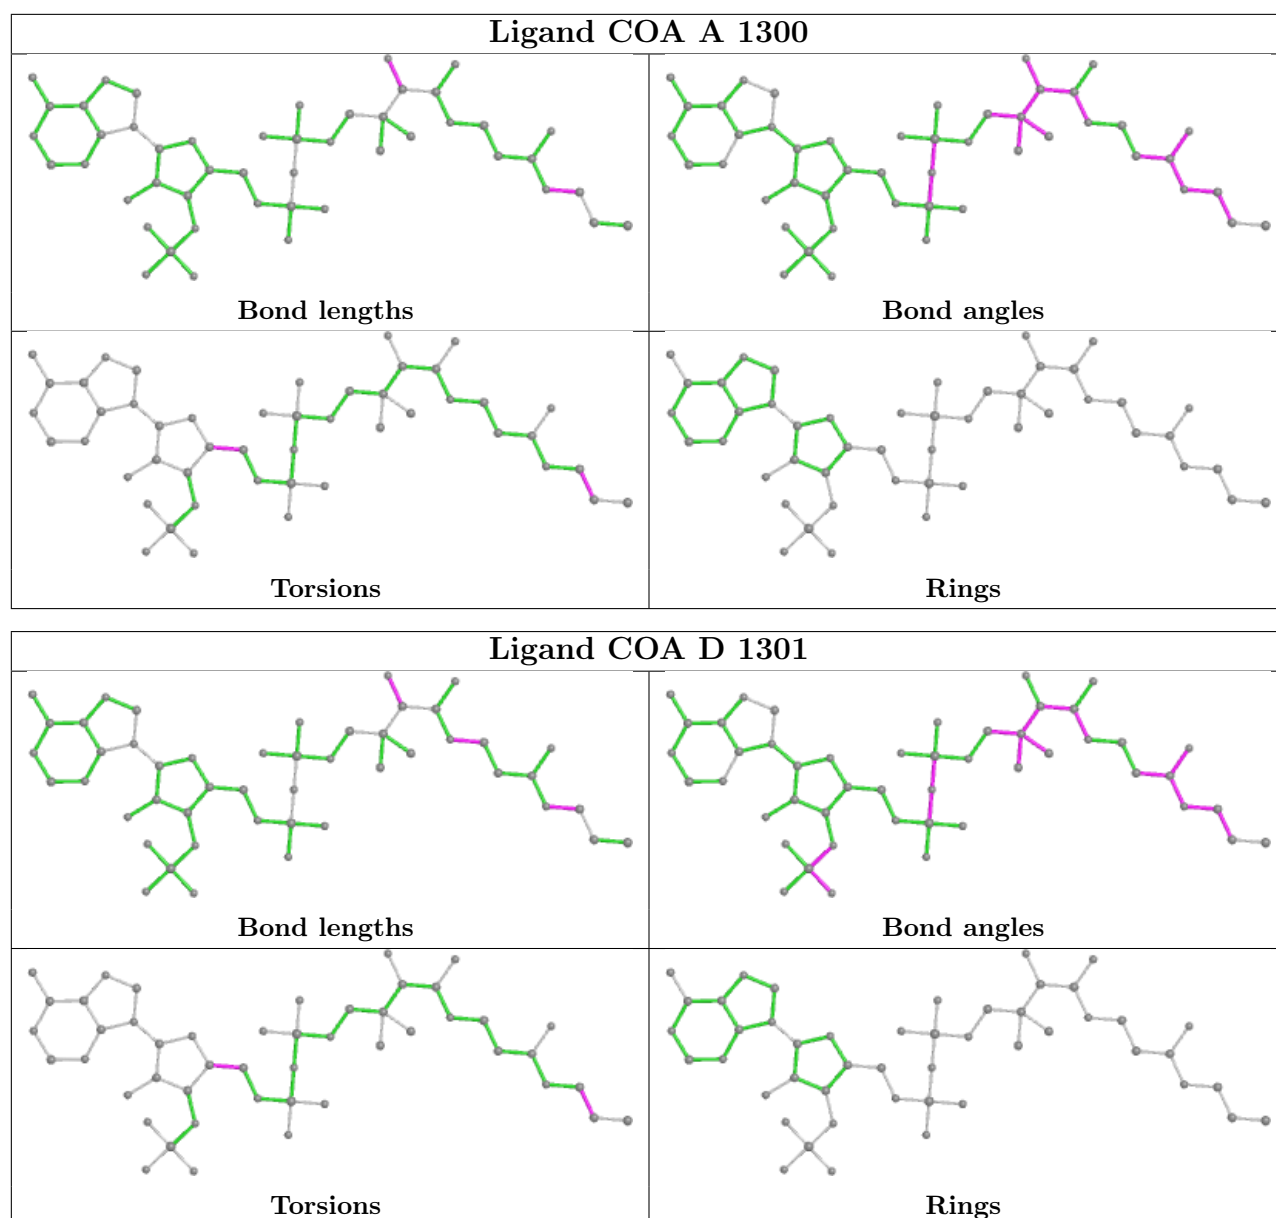 Ligand COA A 1300
Bond lengths
Bond angles
Torsions
Rings
Ligand COA D 1301
Bond lengths
Bond angles
Torsions
Rings